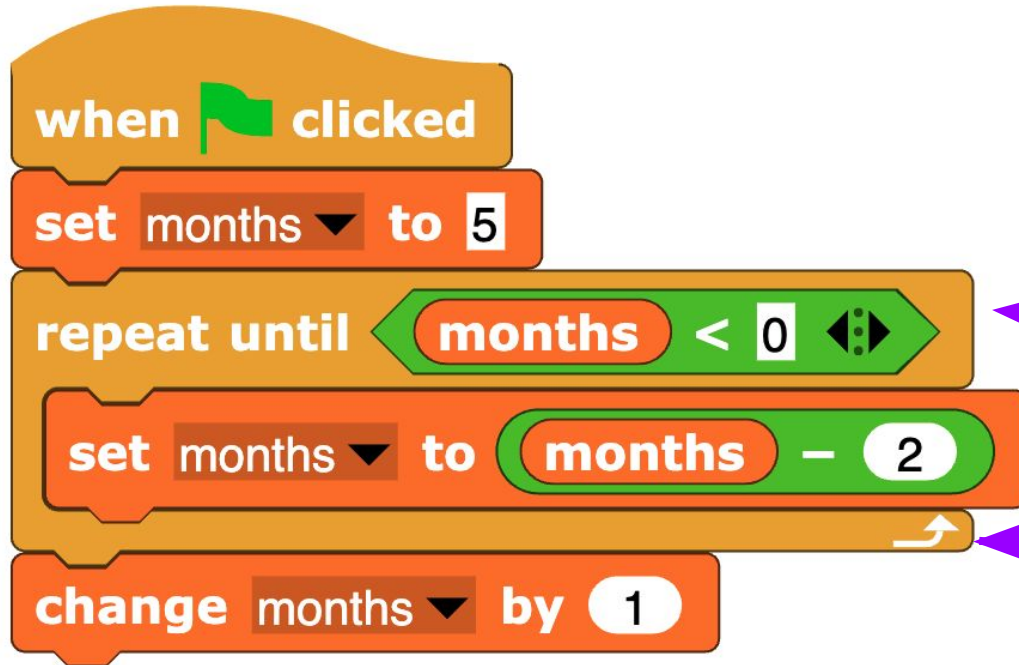 when clicked
set months to 5
repeat until months < 0
set months to months - 2
change months by 1